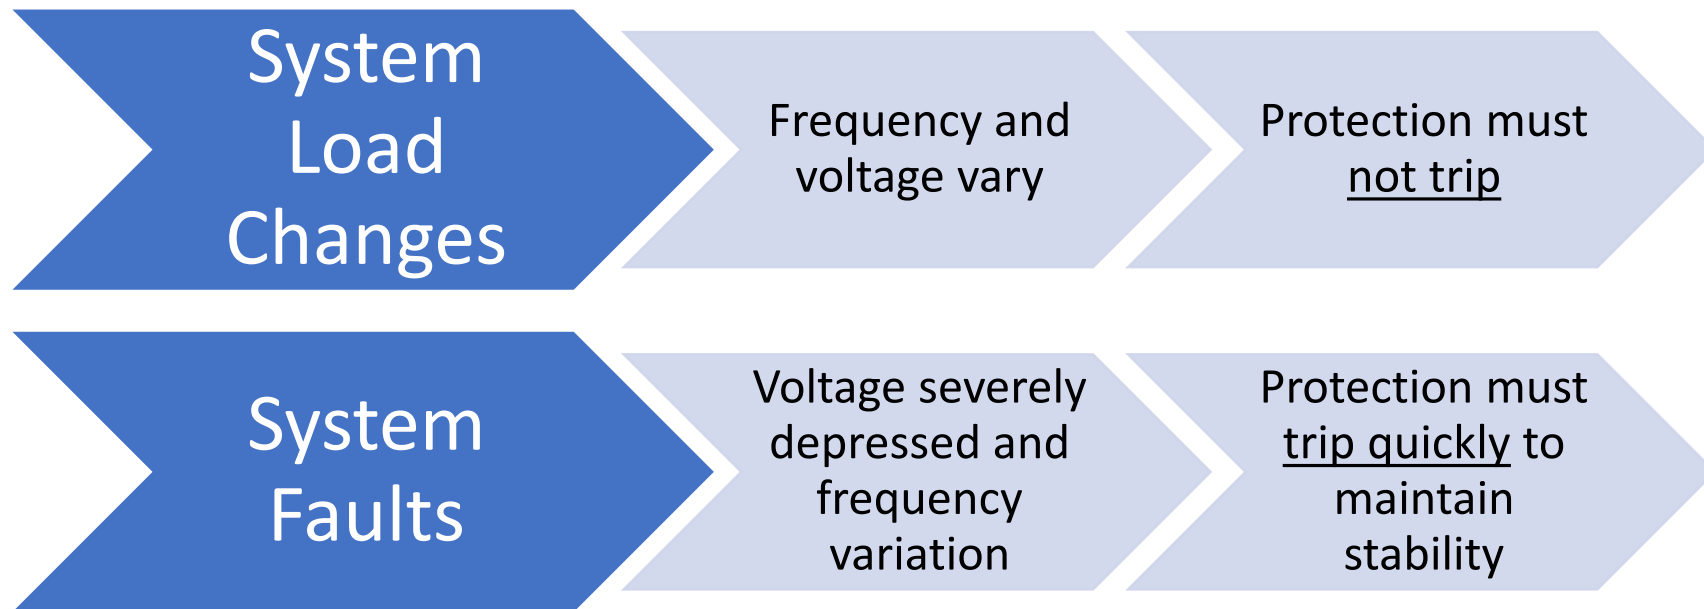 System
Load
Changes
Frequency and
voltage vary
Protection must
not trip
System
Faults
Voltage severely
depressed and
frequency
variation
Protection must
trip quickly to
maintain
stability